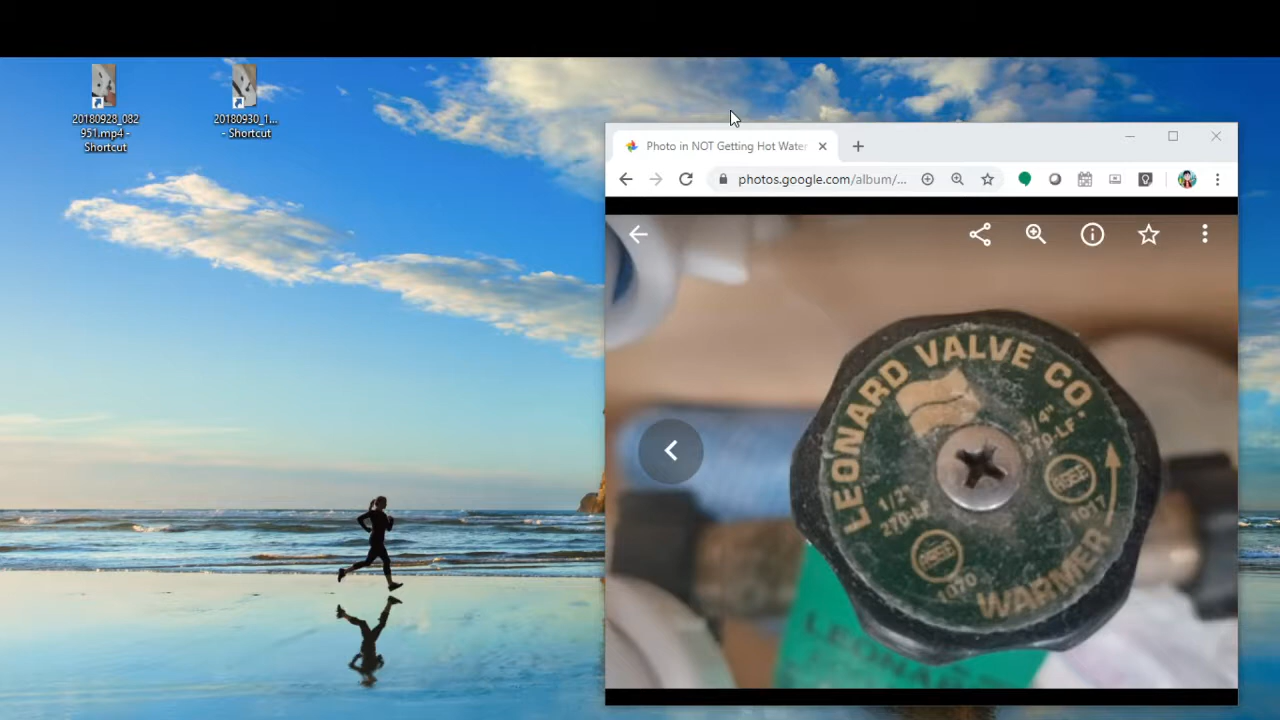 20180928_082
951.mp4 -
Shortcut
20180930_1...
- Shortcut
Photo in NOT Getting Hot Water
photos.google.com/album/...
LEONARD VALVE CO.
3/4"
370-LF
1/2"
270-LF
ASSE
1017
ASSE
1070
WARMER
LEONA